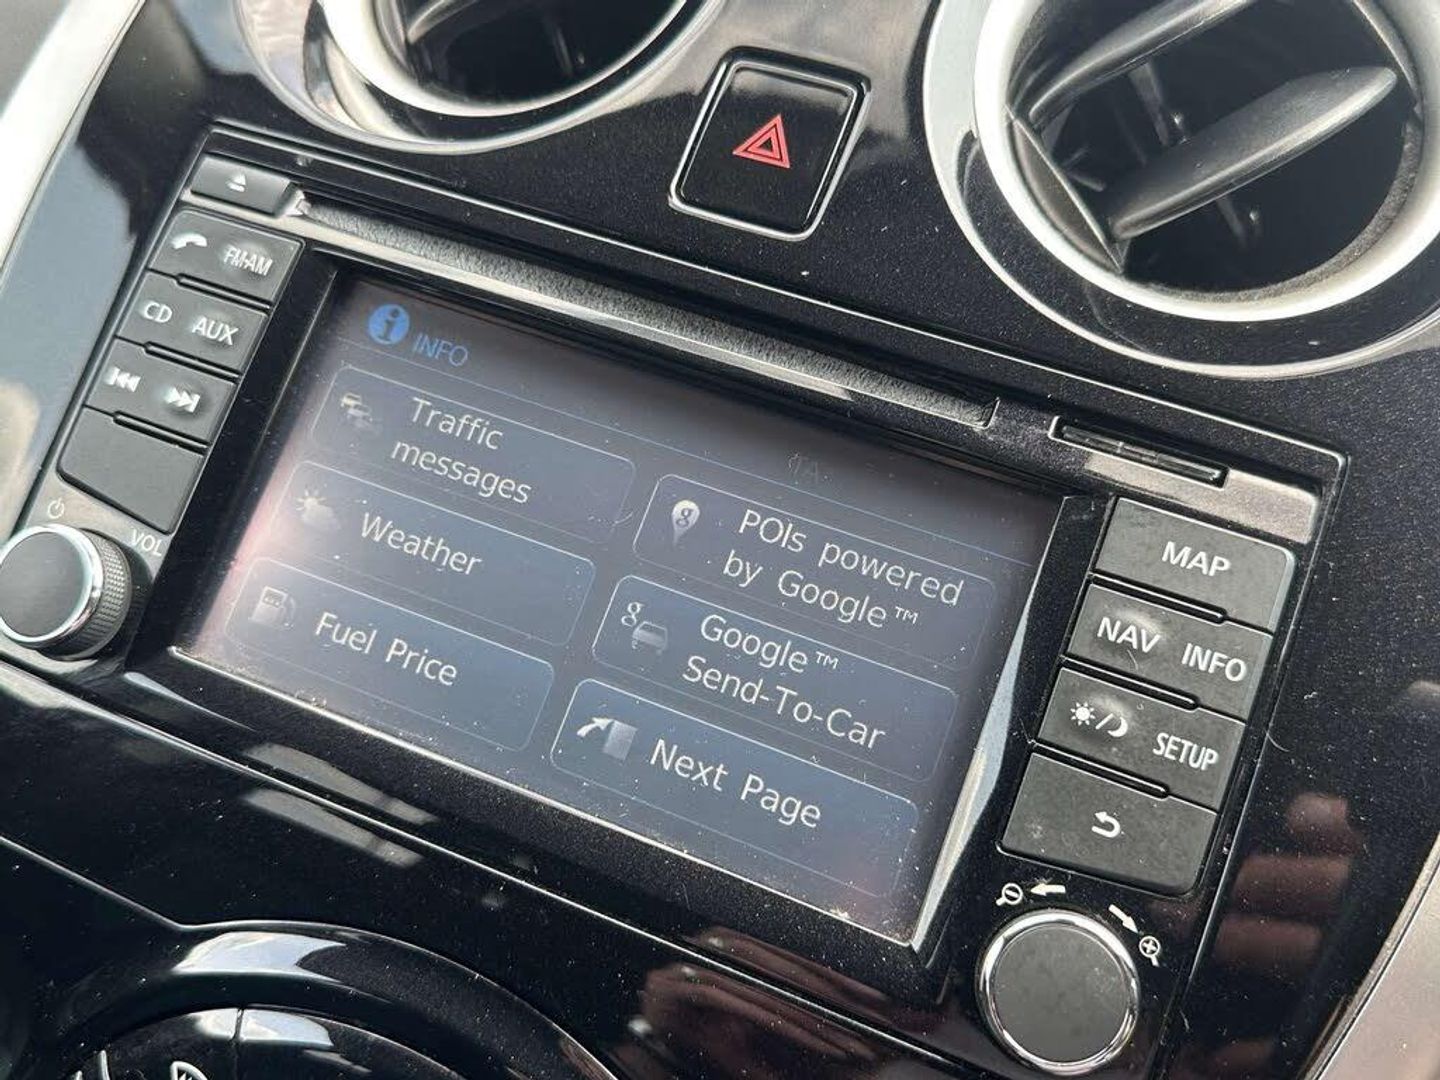 FM·AM
CD AUX
VOL
INFO
TA
Traffic
messages
Weather
Fuel Price
POIs powered
by Google™
g
Google™
Send-To-Car
Next Page
MAP
NAV INFO
SETUP